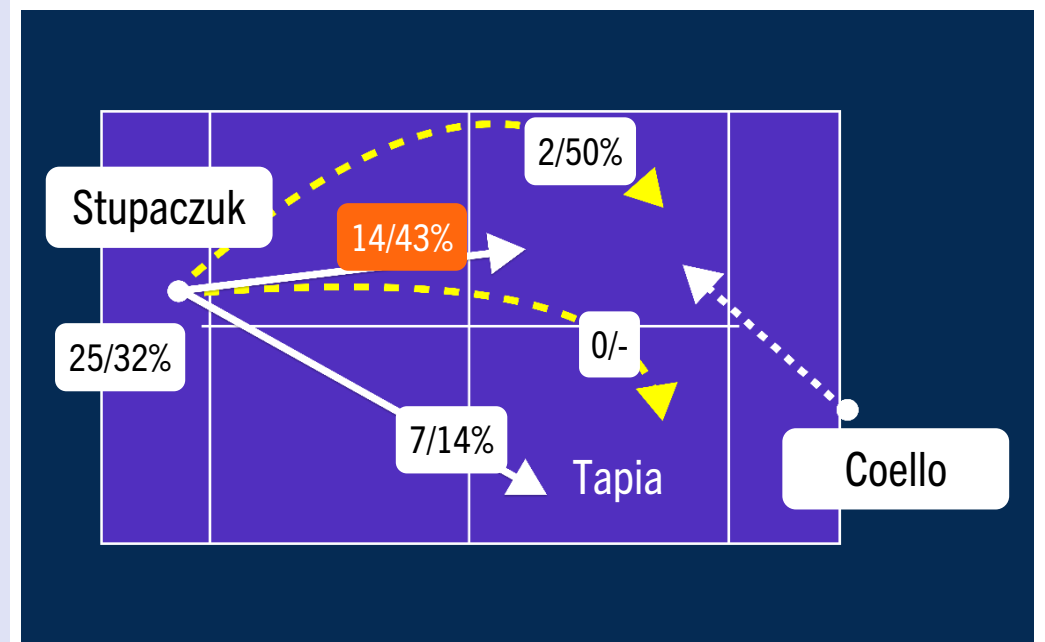 2/50%
Stupaczuk
14/43%
25/32%
0/-
7/14%
Tapia
Coello